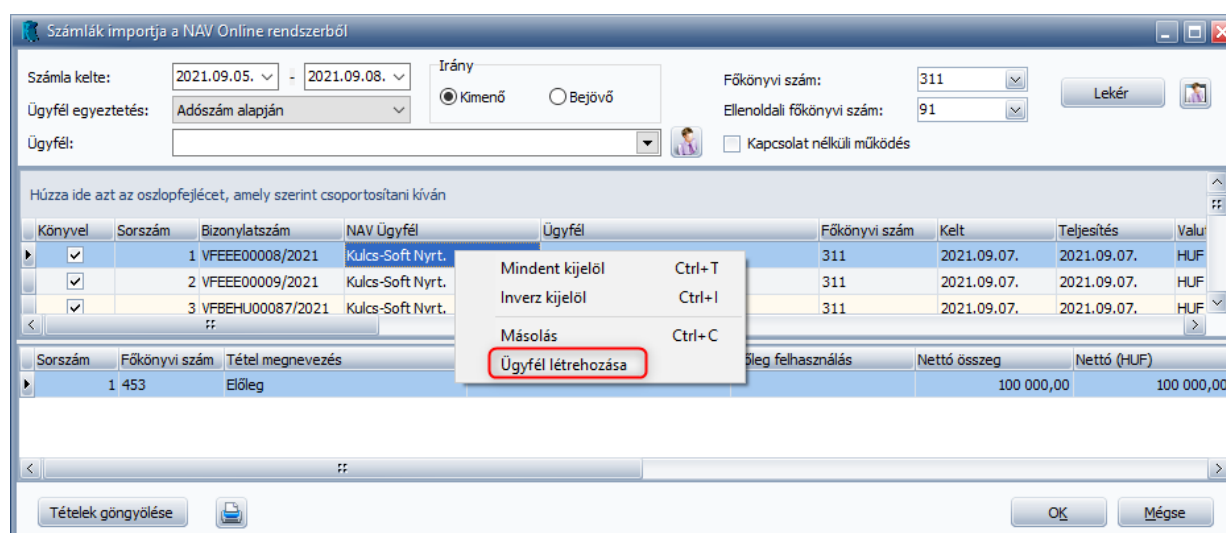 Számlák importja a NAV Online rendszerből
Számla kelte: 2021.09.05. - 2021.09.08. Irány Főkönyvi szám: 311 Lekér
Kimenő Bejövő
Ügyfél egyeztetés: Adószám alapján Ellenoldali főkönyvi szám: 91
Ügyfél: Kapcsolat nélküli működés
Húzza ide azt az oszlopfejlécet, amely szerint csoportosítani kíván
Könyvel Sorszám Bizonylatszám NAV Ügyfél Ügyfél Főkönyvi szám Kelt Teljesítés Valu
1 VFEEE00008/2021 Kulcs-Soft Nyrt. 311 2021.09.07. 2021.09.07. HUF
2 VFEEE00009/2021 Kulcs-Soft Nyrt. 311 2021.09.07. 2021.09.07. HUF
3 VFBEHU00087/2021 Kulcs-Soft Nyrt. 311 2021.09.07. 2021.09.07. HUF
Mindent kijelöl Ctrl+T
Inverz kijelöl Ctrl+I
Másolás Ctrl+C
Ügyfél létrehozása
Sorszám Főkönyvi szám Tétel megnevezés őleg felhasználás Nettó összeg Nettó (HUF)
1 453 Előleg 100 000,00 100 000,00
Tételek göngyölése OK Mégse